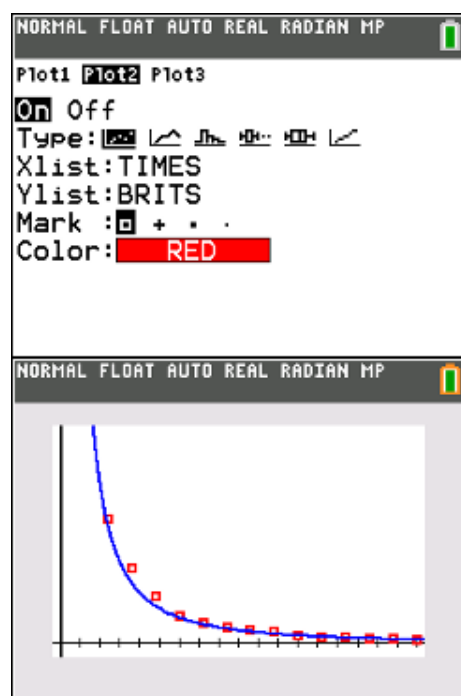 NORMAL FLOAT AUTO REAL RADIAN MP
Plot1 Plot2 Plot3
On Off
Type:
Xlist:TIMES
Ylist:BRITS
Mark :
Color: RED
NORMAL FLOAT AUTO REAL RADIAN MP